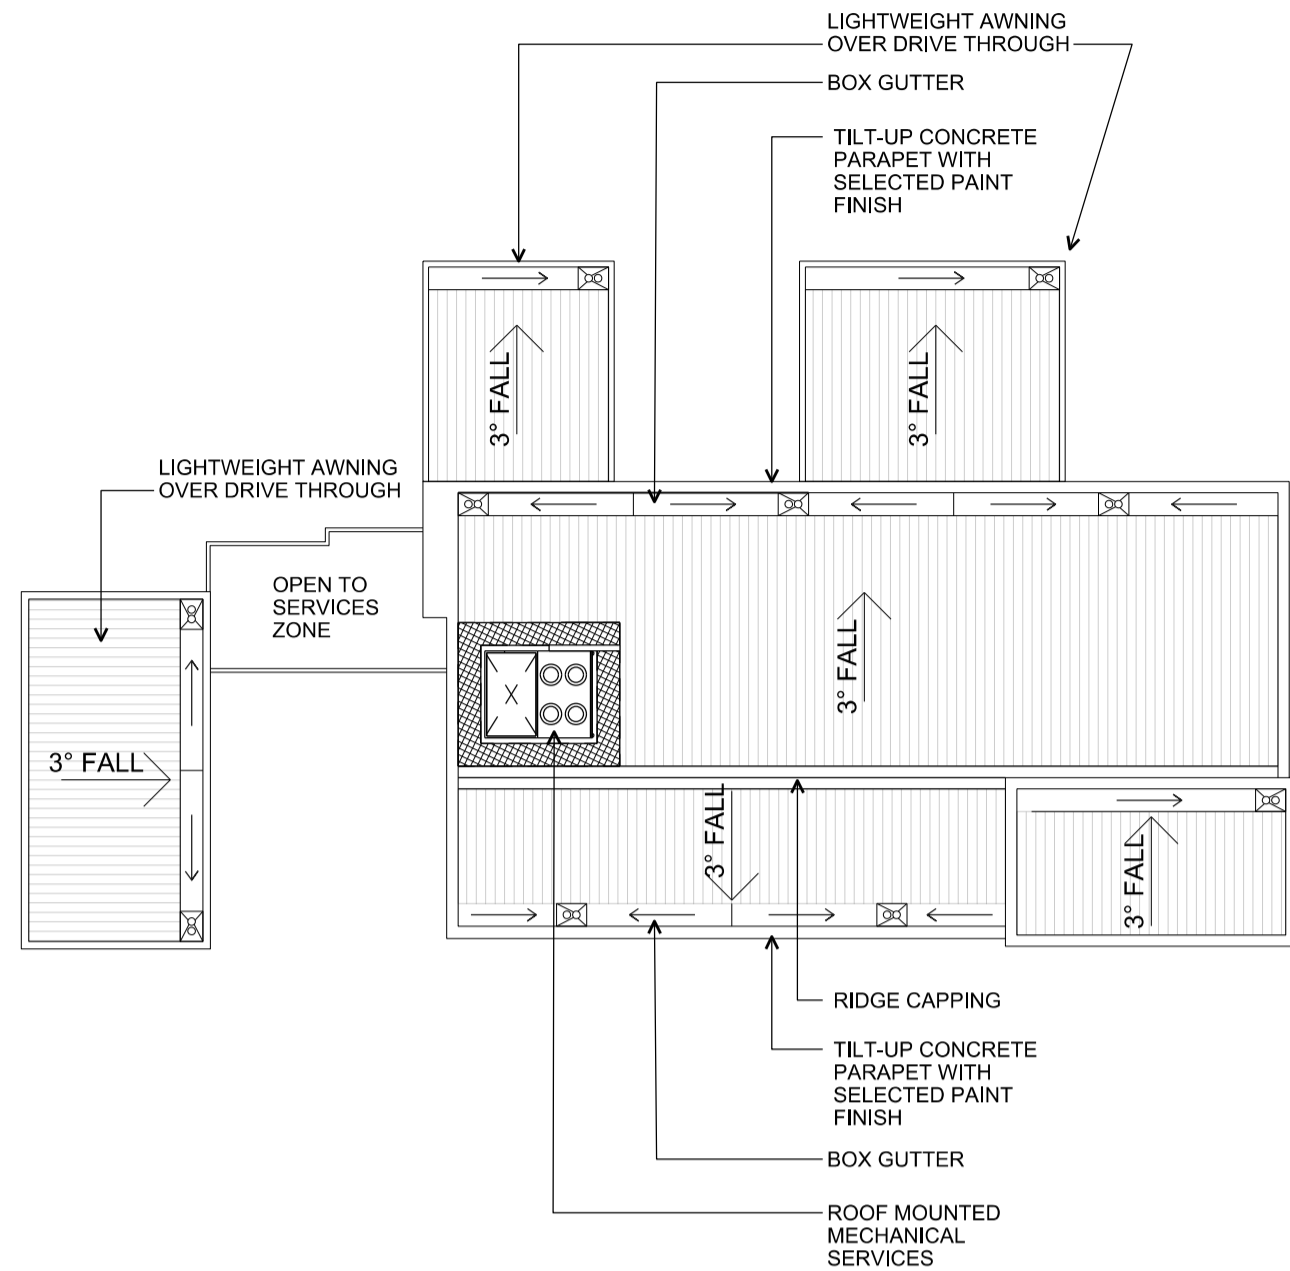 LIGHTWEIGHT AWNING
OVER DRIVE THROUGH
BOX GUTTER
TILT-UP CONCRETE
PARAPET WITH
SELECTED PAINT
FINISH
3° FALL
3° FALL
LIGHTWEIGHT AWNING
OVER DRIVE THROUGH
OPEN TO
SERVICES
ZONE
3° FALL
3° FALL
3° FALL
3° FALL
RIDGE CAPPING
TILT-UP CONCRETE
PARAPET WITH
SELECTED PAINT
FINISH
BOX GUTTER
ROOF MOUNTED
MECHANICAL
SERVICES